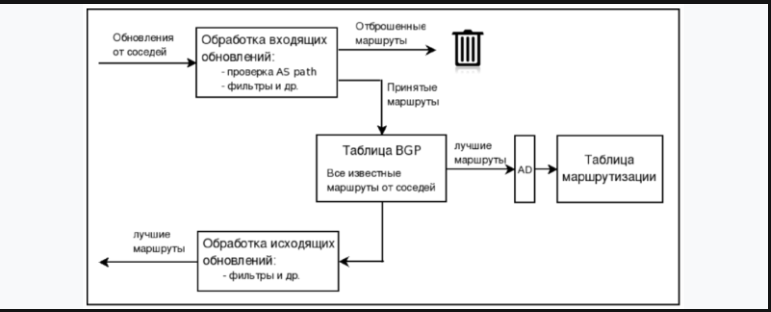 Обновления
от соседей
Обработка входящих
обновлений:
- проверка AS path
- фильтры и др.
Отброшенные
маршруты
Принятые
маршруты
Таблица BGP
Все известные
маршруты от соседей
лучшие
маршруты
AD
Таблица
маршрутизации
лучшие
маршруты
Обработка исходящих
обновлений:
- фильтры и др.